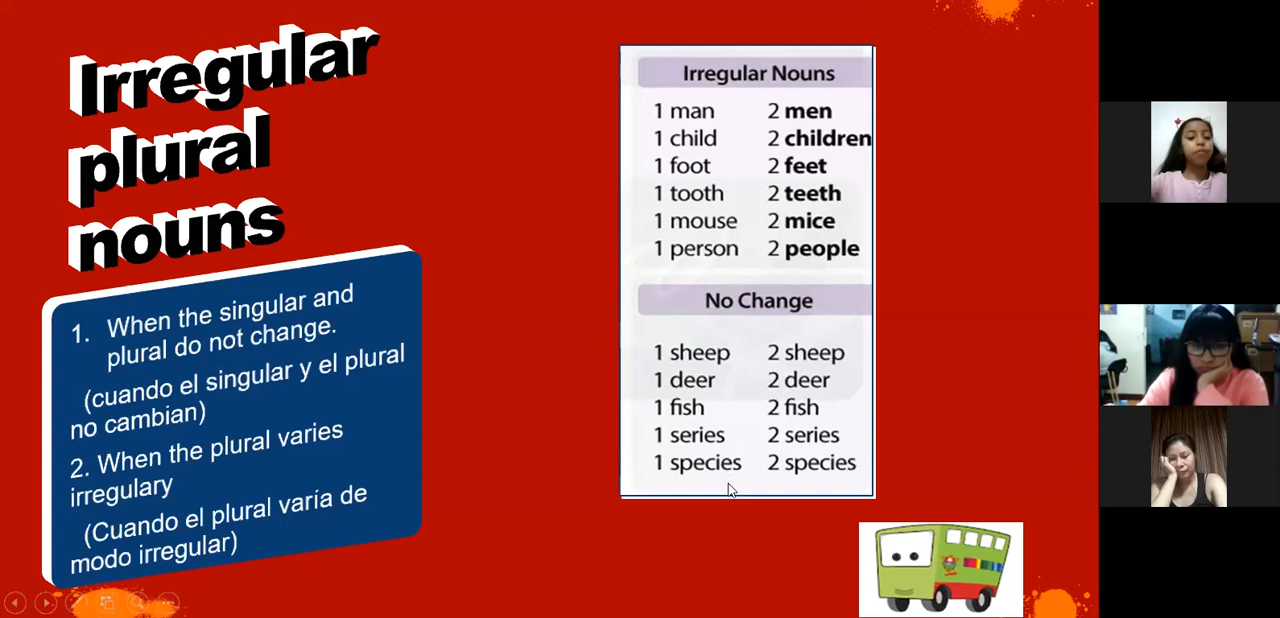 Irregular
plural
nouns
1. When the singular and
plural do not change.
(cuando el singular y el plural
no cambian)
2. When the plural varies
irregulary
(Cuando el plural varía de
modo irregular)
Irregular Nouns
1 man 2 men
1 child 2 children
1 foot 2 feet
1 tooth 2 teeth
1 mouse 2 mice
1 person 2 people
No Change
1 sheep 2 sheep
1 deer 2 deer
1 fish 2 fish
1 series 2 series
1 species 2 species